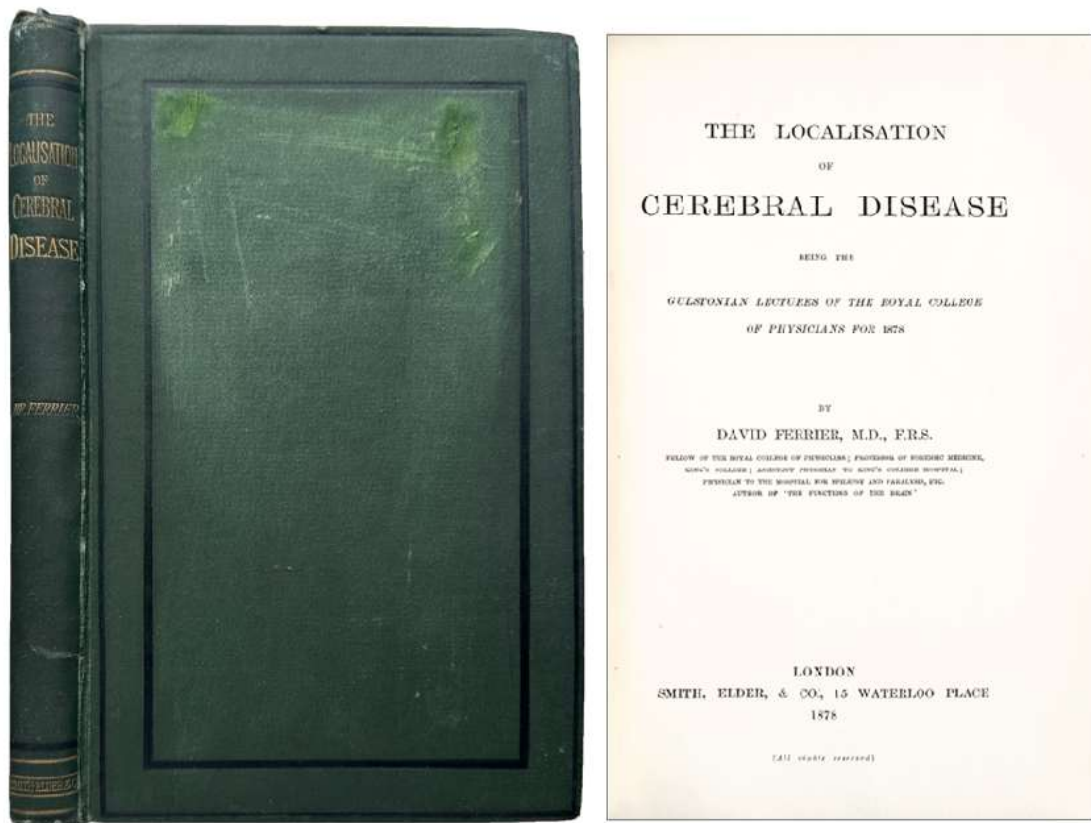 THE
LOCALISATION
OF
CEREBRAL
DISEASE
DR. FERRIER
SMITH, ELDER & CO
THE LOCALISATION
OF
CEREBRAL DISEASE
BEING THE
GULSTONIAN LECTURES OF THE ROYAL COLLEGE
OF PHYSICIANS FOR 1878
BY
DAVID FERRIER, M.D., F.R.S.
FELLOW OF THE ROYAL COLLEGE OF PHYSICIANS; PROFESSOR OF FORENSIC MEDICINE,
KING'S COLLEGE; ASSISTANT PHYSICIAN TO KING'S COLLEGE HOSPITAL;
PHYSICIAN TO THE HOSPITAL FOR EPILEPSY AND PARALYSIS, ETC.
AUTHOR OF 'THE FUNCTIONS OF THE BRAIN'
LONDON
SMITH, ELDER, & CO., 15 WATERLOO PLACE
1878
(All rights reserved)